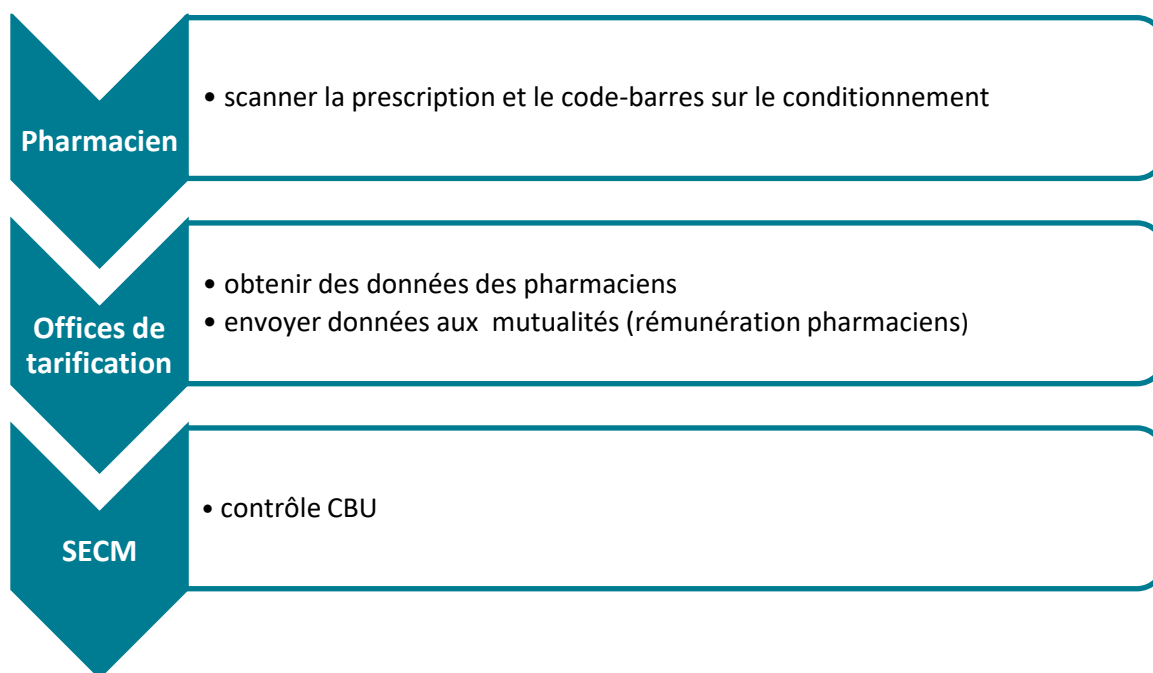 Pharmacien
• scanner la prescription et le code-barres sur le conditionnement
Offices de
tarification
• obtenir des données des pharmaciens
• envoyer données aux  mutualités (rémunération pharmaciens)
SECM
• contrôle CBU